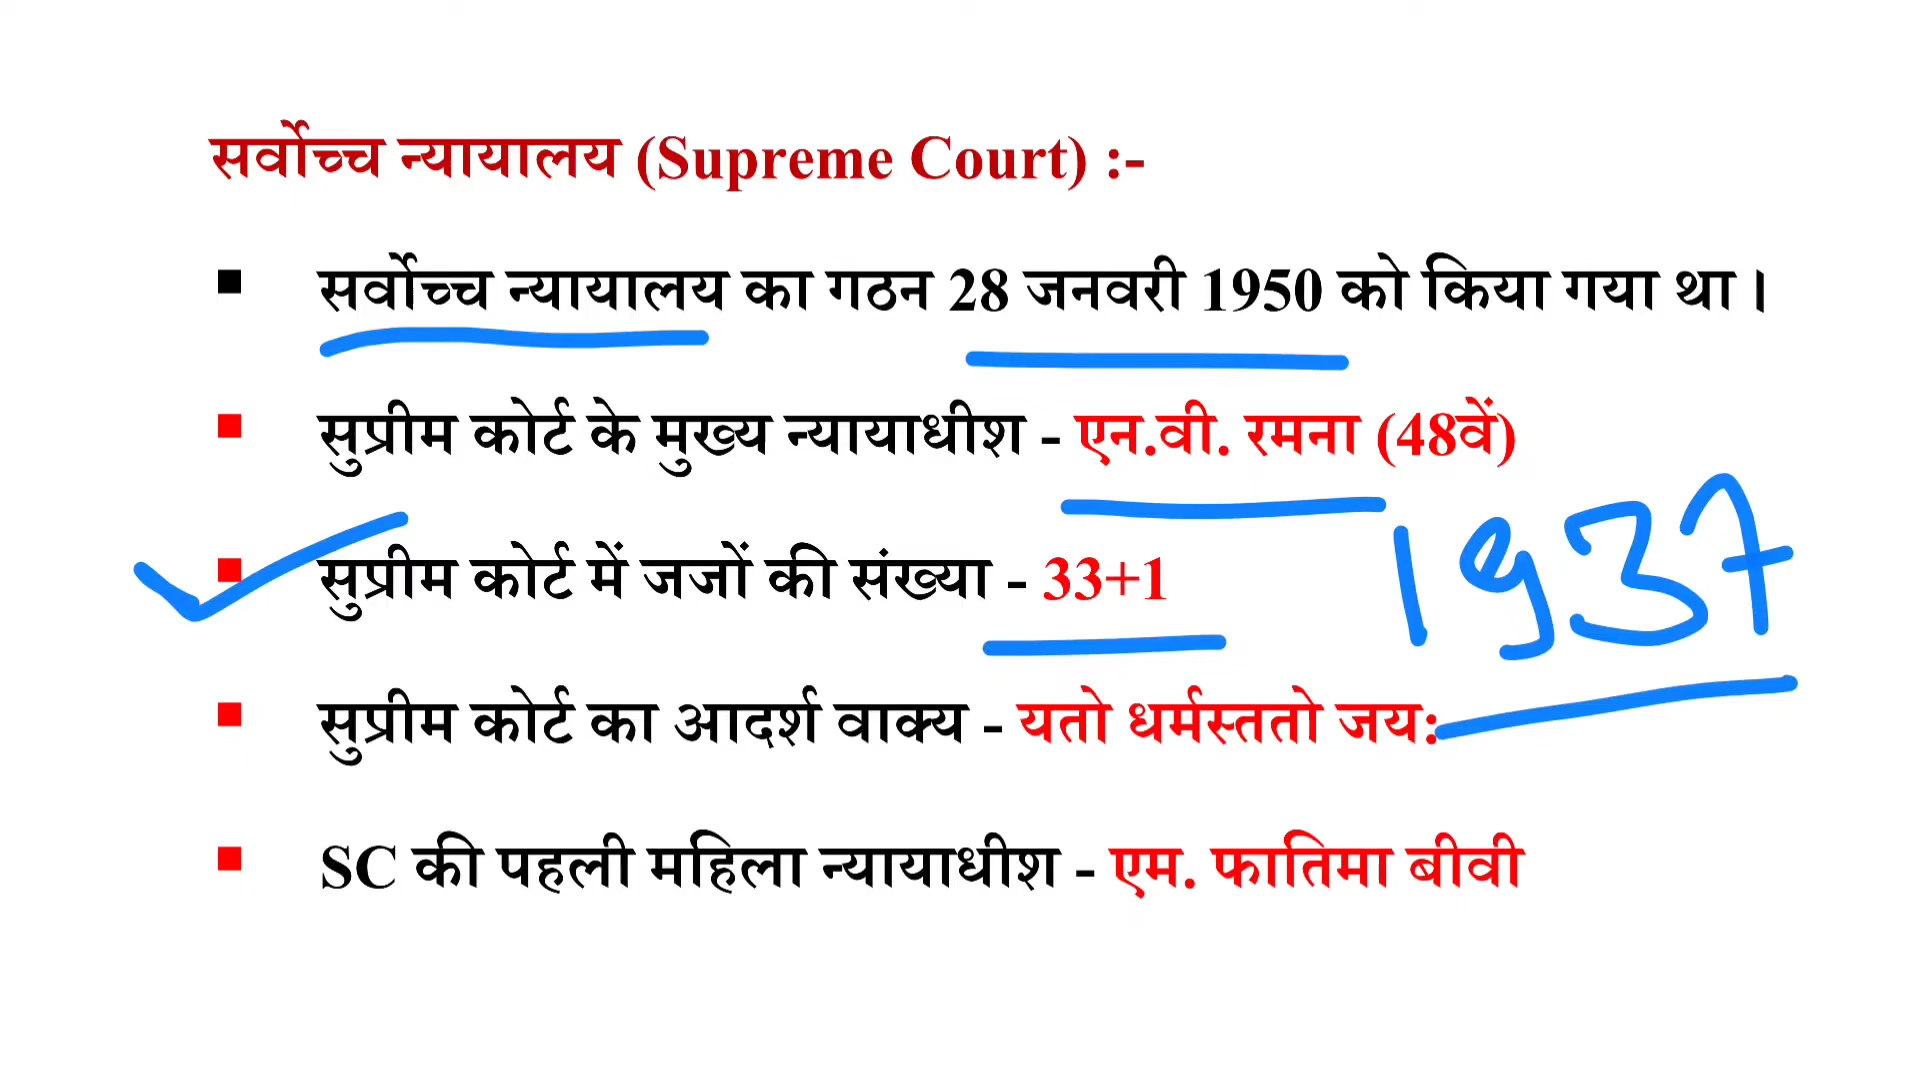 सर्वोच्च न्यायालय (Supreme Court) :-
▪ सर्वोच्च न्यायालय का गठन 28 जनवरी 1950 को किया गया था।
▪ सुप्रीम कोर्ट के मुख्य न्यायाधीश - एन.वी. रमना (48वें)
▪ सुप्रीम कोर्ट में जजों की संख्या - 33+1
1937
▪ सुप्रीम कोर्ट का आदर्श वाक्य - यतो धर्मस्ततो जय:
▪ SC की पहली महिला न्यायाधीश - एम. फातिमा बीवी